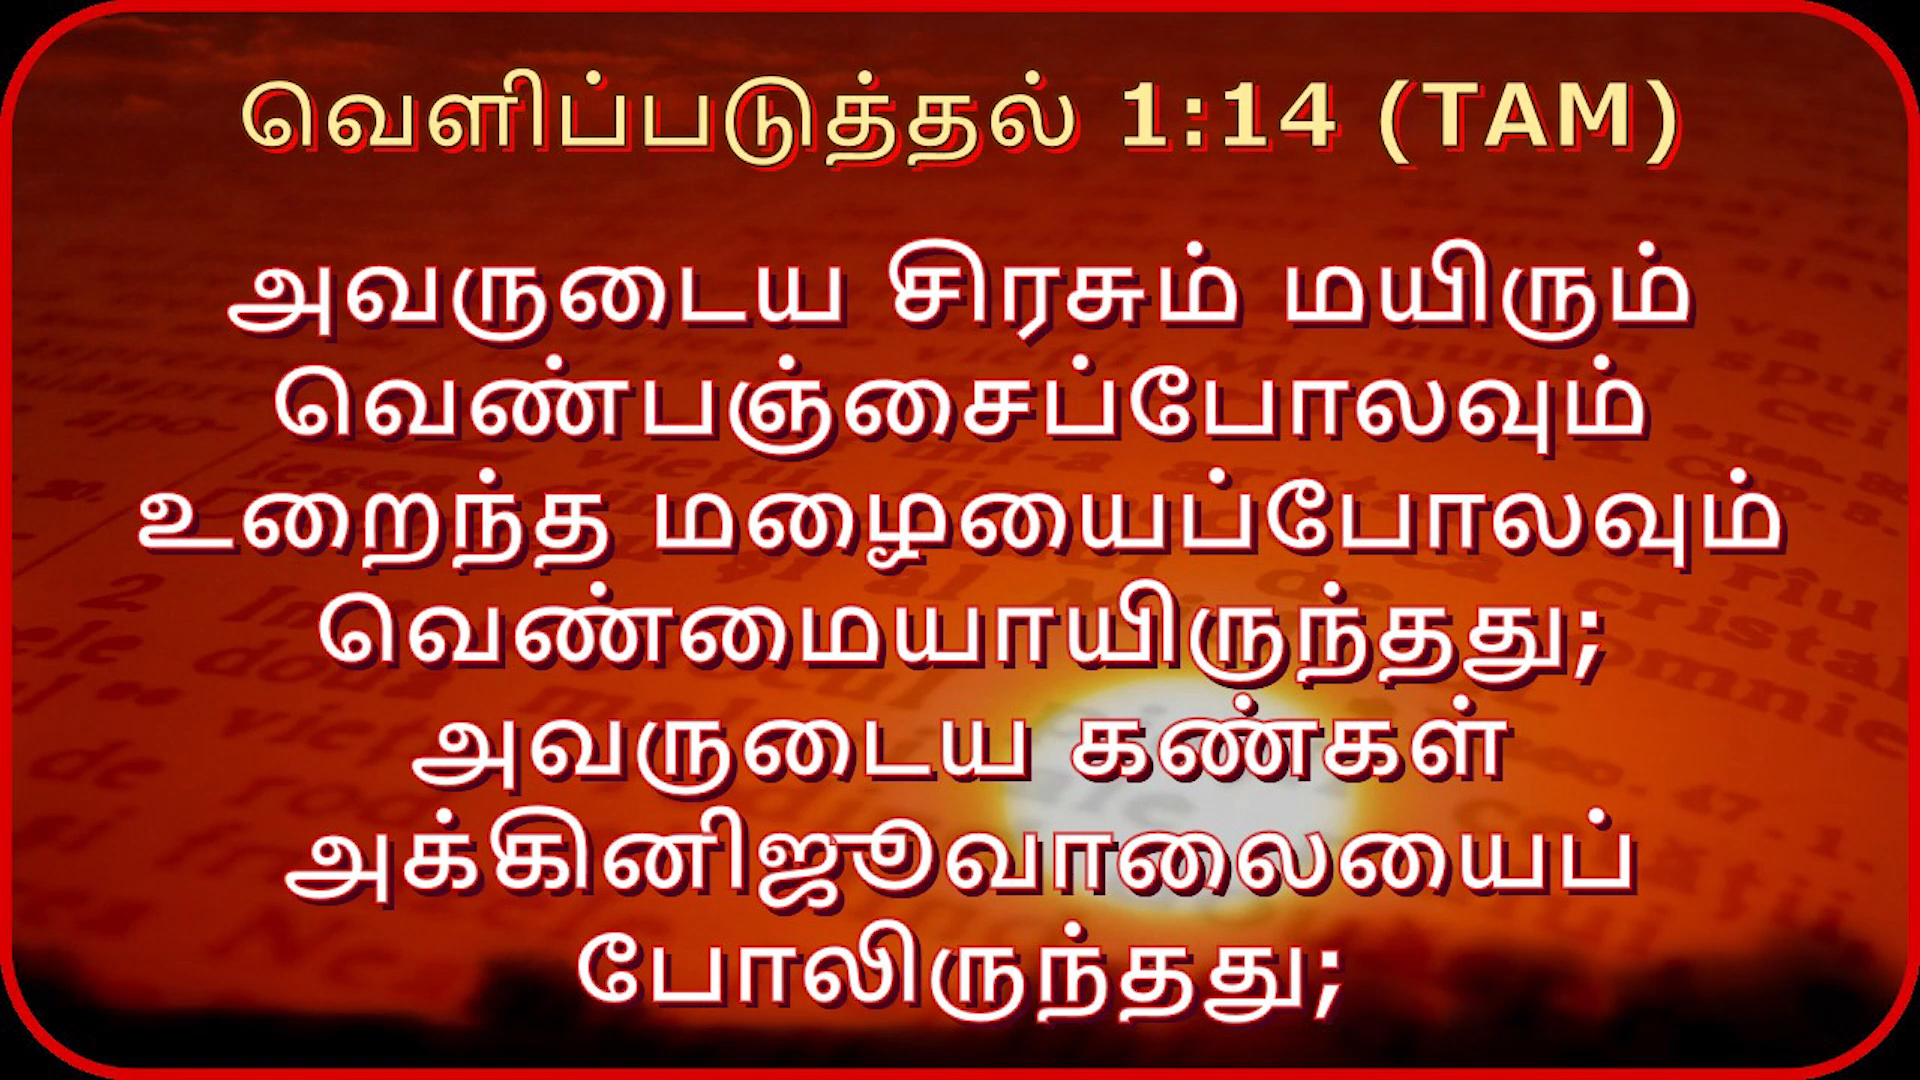 வெளிப்படுத்தல் 1:14 (TAM)
அவருடைய சிரசும் மயிரும்
வெண்பஞ்சைப்போலவும்
உறைந்த மழையைப்போலவும்
வெண்மையாயிருந்தது;
அவருடைய கண்கள்
அக்கினிஜூவாலையைப்
போலிருந்தது;